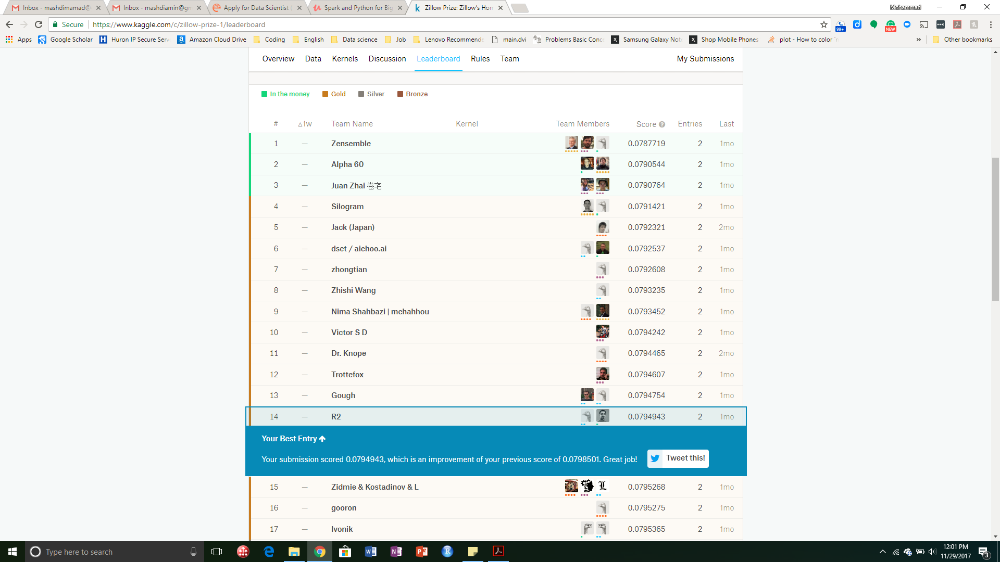 Inbox - mashdimamad@
Inbox - mashdiamin@gm
Apply for Data Scientist
Spark and Python for Big
Zillow Prize: Zillow's Hom
Mohammad
Secure https://www.kaggle.com/c/zillow-prize-1/leaderboard
99+
NEW
Apps Google Scholar Huron IP Secure Serv Amazon Cloud Drive Coding English Data science Job Lenovo Recommende main.dvi Problems Basic Conc Samsung Galaxy Not Shop Mobile Phones plot - How to color » Other bookmarks
Overview Data Kernels Discussion Leaderboard Rules Team My Submissions
In the money Gold Silver Bronze
# △1w Team Name Kernel Team Members Score ? Entries Last
1 — Zensemble 0.0787719 2 1mo
2 — Alpha 60 0.0790544 2 1mo
3 — Juan Zhai 卷宅 0.0790764 2 1mo
4 — Silogram 0.0791421 2 1mo
5 — Jack (Japan) 0.0792321 2 2mo
6 — dset / aichoo.ai 0.0792537 2 1mo
7 — zhongtian 0.0792608 2 1mo
8 — Zhishi Wang 0.0793235 2 1mo
9 — Nima Shahbazi | mchahhou 0.0793452 2 1mo
10 — Victor S D 0.0794242 2 1mo
11 — Dr. Knope 0.0794465 2 2mo
12 — Trottefox 0.0794607 2 1mo
13 — Gough 0.0794754 2 1mo
14 — R2 0.0794943 2 1mo
Your Best Entry
Your submission scored 0.0794943, which is an improvement of your previous score of 0.0798501. Great job! Tweet this!
15 — Zidmie & Kostadinov & L 0.0795268 2 1mo
16 — gooron 0.0795275 2 1mo
17 — Ivonik 0.0795365 2 1mo
Type here to search
12:01 PM
11/29/2017
3